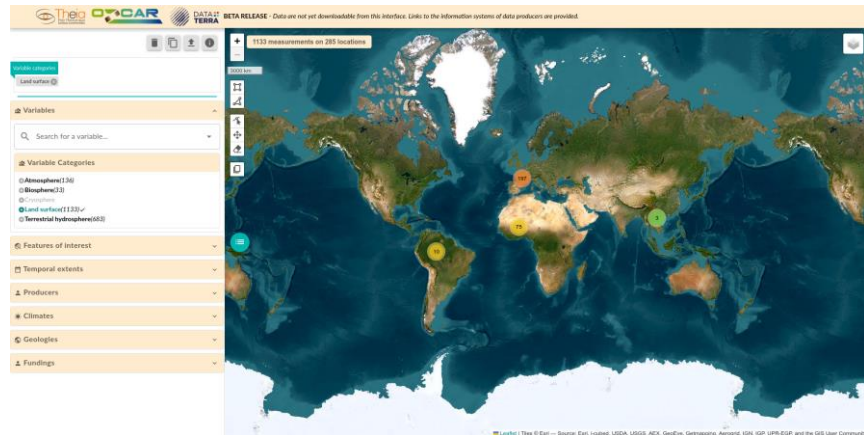 Theia OZCAR DATA TERRA BETA RELEASE - Data are not yet downloadable from this interface. Links to the information systems of data producers are provided.
1133 measurements on 285 locations
3000 km
Variable categories
Land surface
Variables
Search for a variable...
Variable Categories
Atmosphere(136)
Biosphere(33)
Cryosphere
Land surface(1133)
Terrestrial hydrosphere(683)
Features of interest
Temporal extents
Producers
Climates
Geologies
Fundings
197
75
3
10
Leaflet | Tiles © Esri — Source: Esri, i-cubed, USDA, USGS, AEX, GeoEye, Getmapping, Aerogrid, IGN, IGP, UPR-EGP, and the GIS User Community